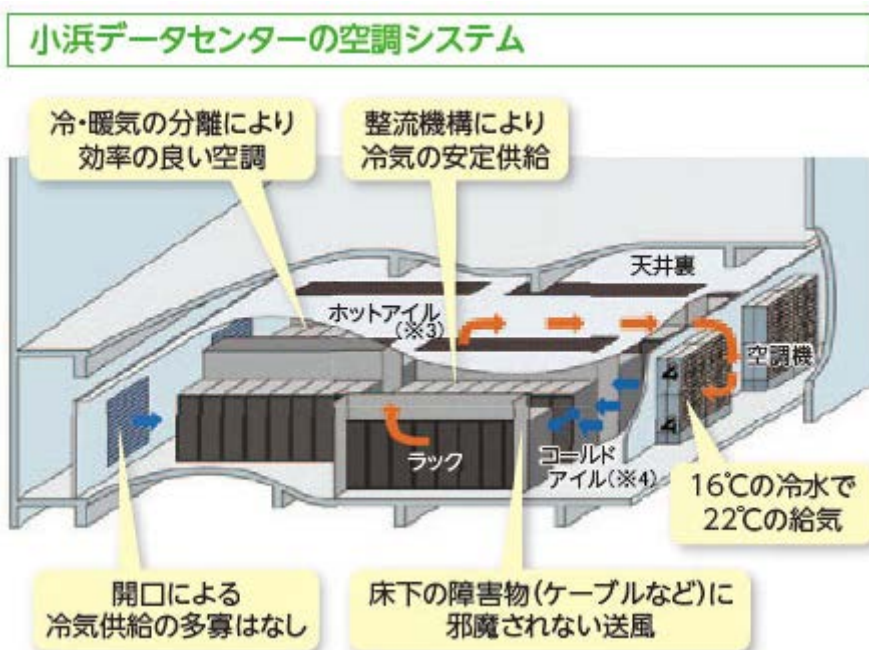 小浜データセンターの空調システム
冷・暖気の分離により
効率の良い空調
整流機構により
冷気の安定供給
天井裏
ホットアイル
(※3)
空調機
ラック
コールド
アイル(※4)
16℃の冷水で
22℃の給気
開口による
冷気供給の多寡はなし
床下の障害物(ケーブルなど)に
邪魔されない送風